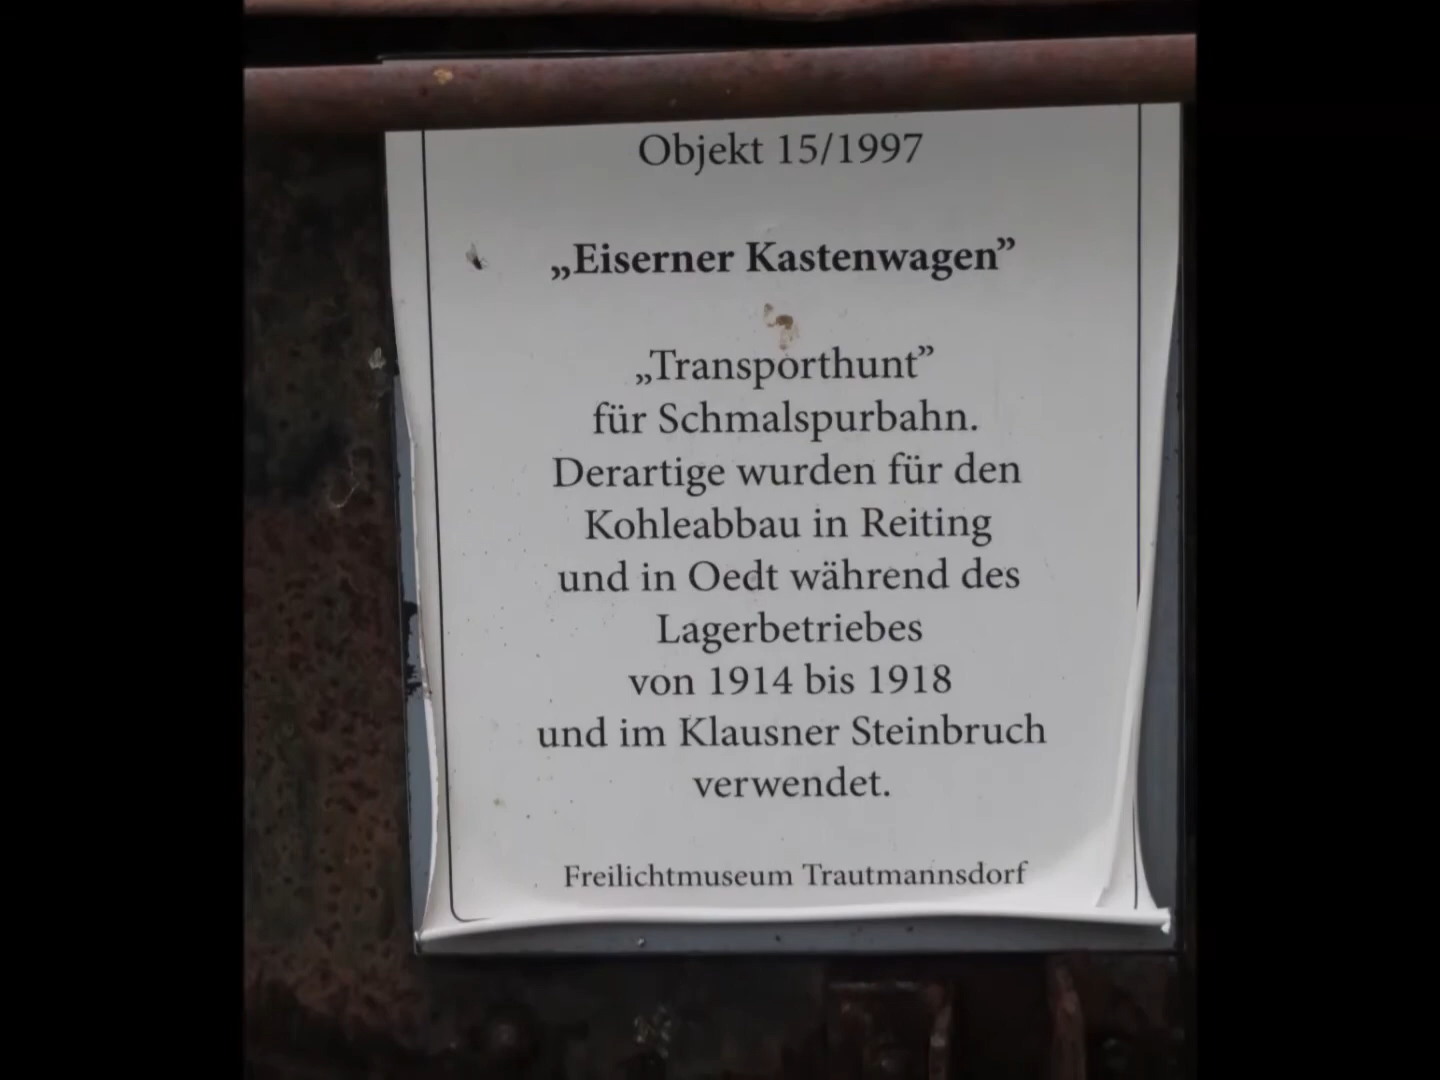 Objekt 15/1997
„Eiserner Kastenwagen”
„Transporthunt”
für Schmalspurbahn.
Derartige wurden für den
Kohleabbau in Reiting
und in Oedt während des
Lagerbetriebes
von 1914 bis 1918
und im Klausner Steinbruch
verwendet.
Freilichtmuseum Trautmannsdorf